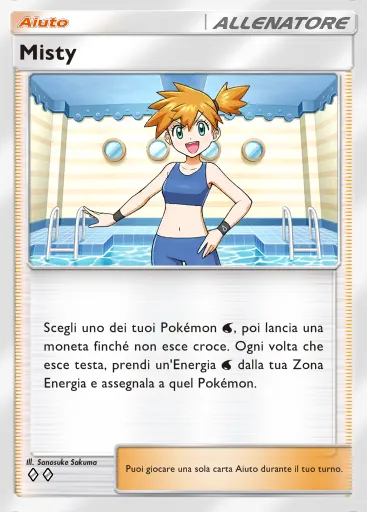 Aiuto
ALLENATORE
Misty
Scegli uno dei tuoi Pokémon 💧, poi lancia una
moneta finché non esce croce. Ogni volta che
esce testa, prendi un'Energia 💧 dalla tua Zona
Energia e assegnala a quel Pokémon.
Ill. Sanosuke Sakuma
Puoi giocare una sola carta Aiuto durante il tuo turno.